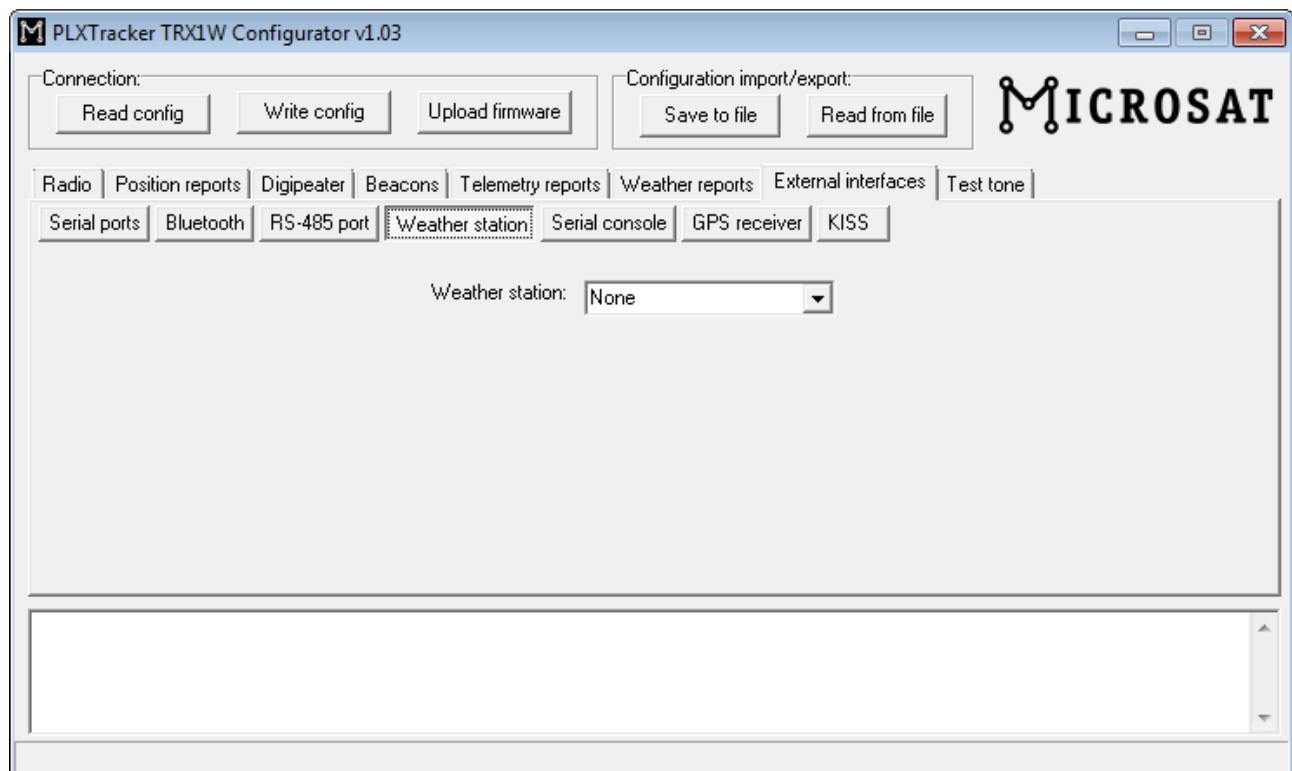 PLXTracker TRX1W Configurator v1.03
Connection:
Read config Write config Upload firmware
Configuration import/export:
Save to file Read from file
MICROSAT
Radio Position reports Digipeater Beacons Telemetry reports Weather reports External interfaces Test tone
Serial ports Bluetooth RS-485 port Weather station Serial console GPS receiver KISS
Weather station: None